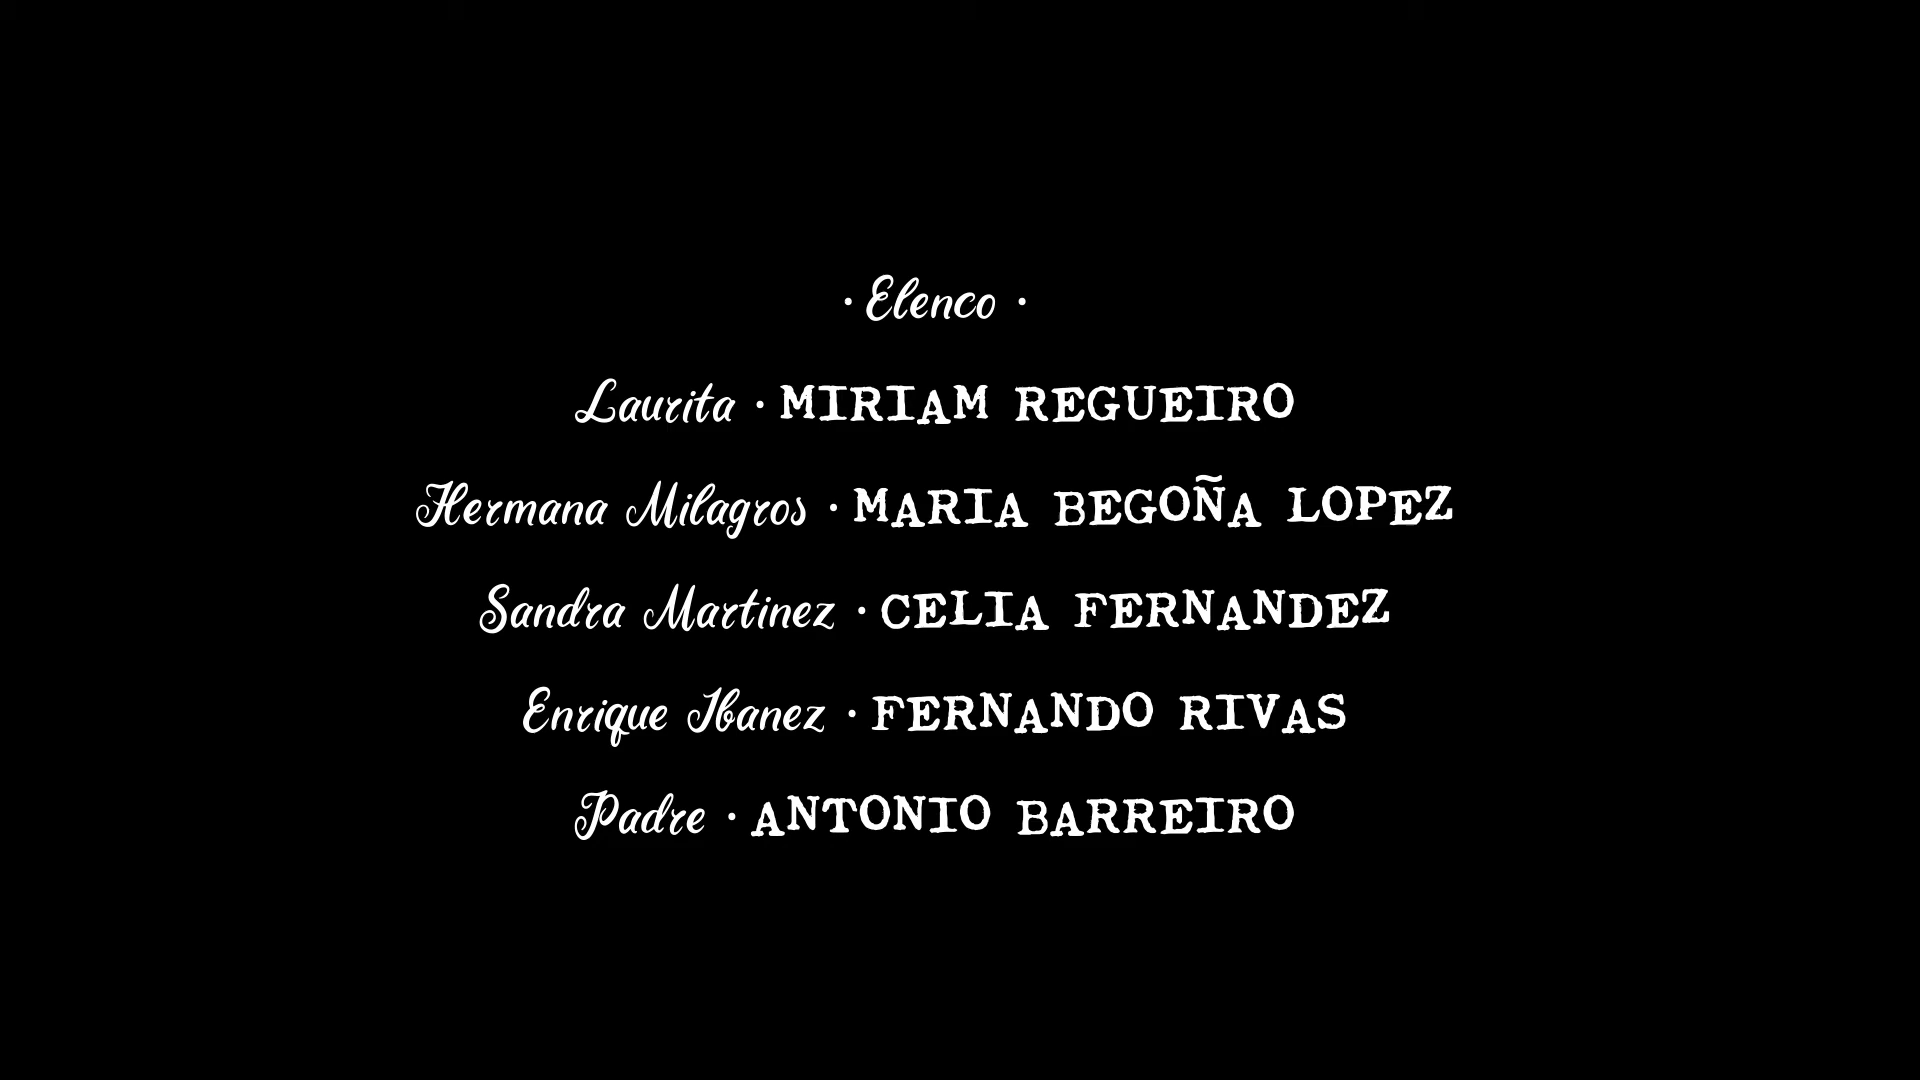 · Elenco ·
Laurita · MIRIAM REGUEIRO
Hermana Milagros · MARIA BEGOÑA LOPEZ
Sandra Martinez · CELIA FERNANDEZ
Enrique Ibanez · FERNANDO RIVAS
Padre · ANTONIO BARREIRO